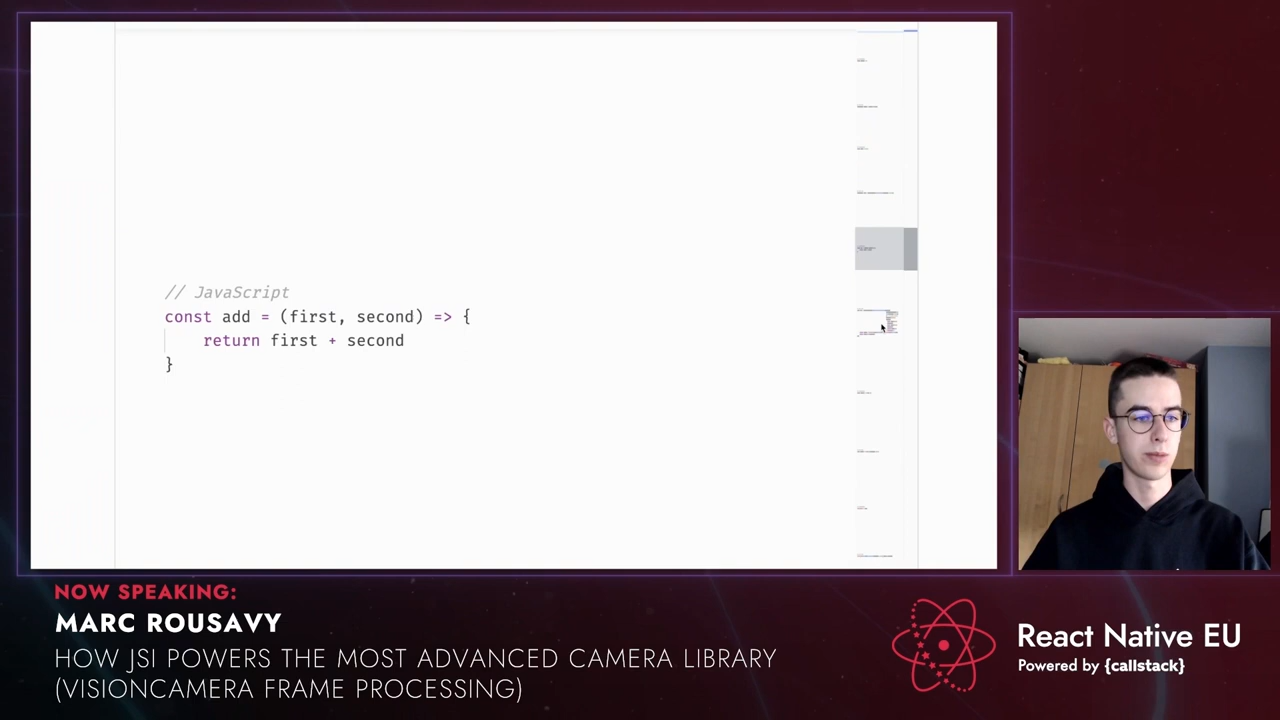 // JavaScript
const add = (first, second) => {
    return first + second
}
NOW SPEAKING:
MARC ROUSAVY
HOW JSI POWERS THE MOST ADVANCED CAMERA LIBRARY
(VISIONCAMERA FRAME PROCESSING)
React Native EU
Powered by {callstack}